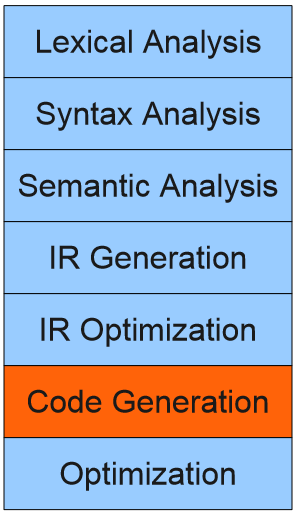 Lexical Analysis
Syntax Analysis
Semantic Analysis
IR Generation
IR Optimization
Code Generation
Optimization